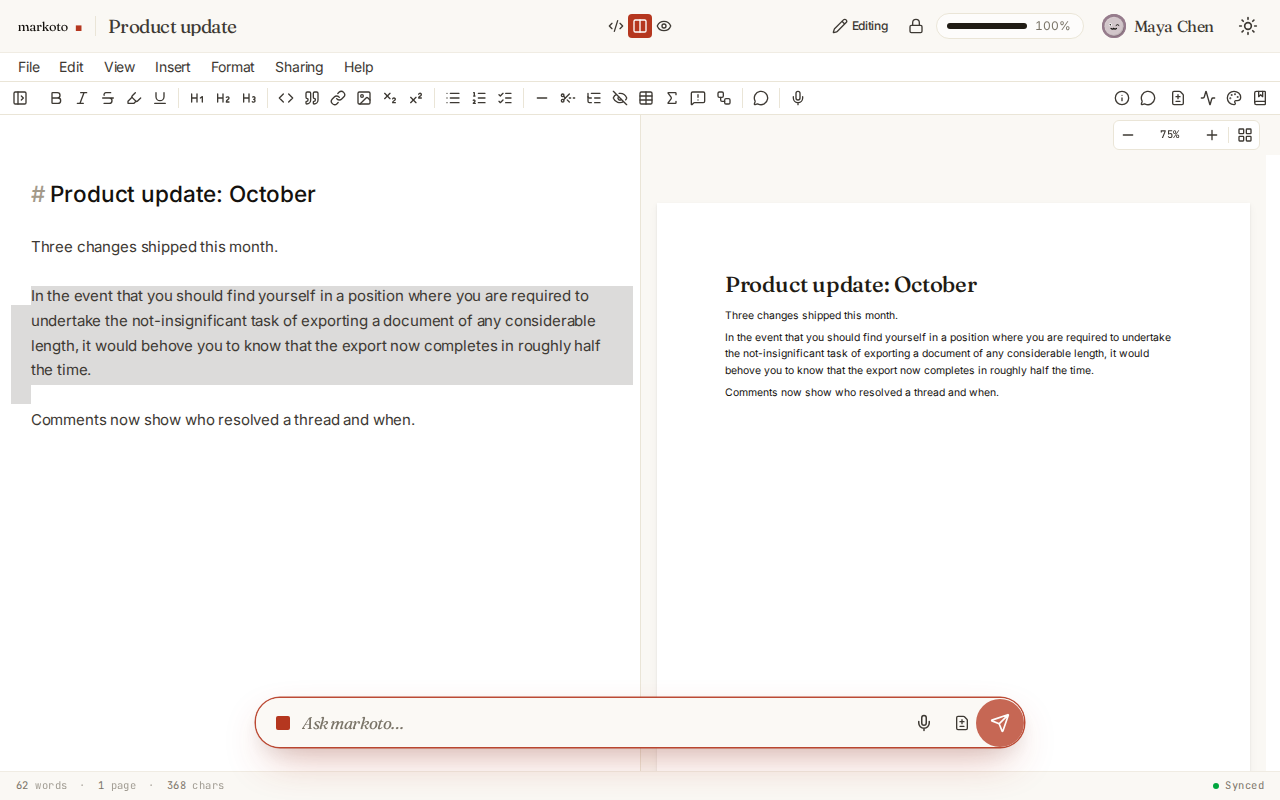 markoto
Product update
Editing
100%
Maya Chen
File Edit View Insert Format Sharing Help
H1 H2 H3
75%
# Product update: October
Three changes shipped this month.
In the event that you should find yourself in a position where you are required to
undertake the not-insignificant task of exporting a document of any considerable
length, it would behove you to know that the export now completes in roughly half
the time.
Comments now show who resolved a thread and when.
Product update: October
Three changes shipped this month.
In the event that you should find yourself in a position where you are required to undertake
the not-insignificant task of exporting a document of any considerable length, it would
behove you to know that the export now completes in roughly half the time.
Comments now show who resolved a thread and when.
Ask markoto...
62 words · 1 page · 368 chars
Synced